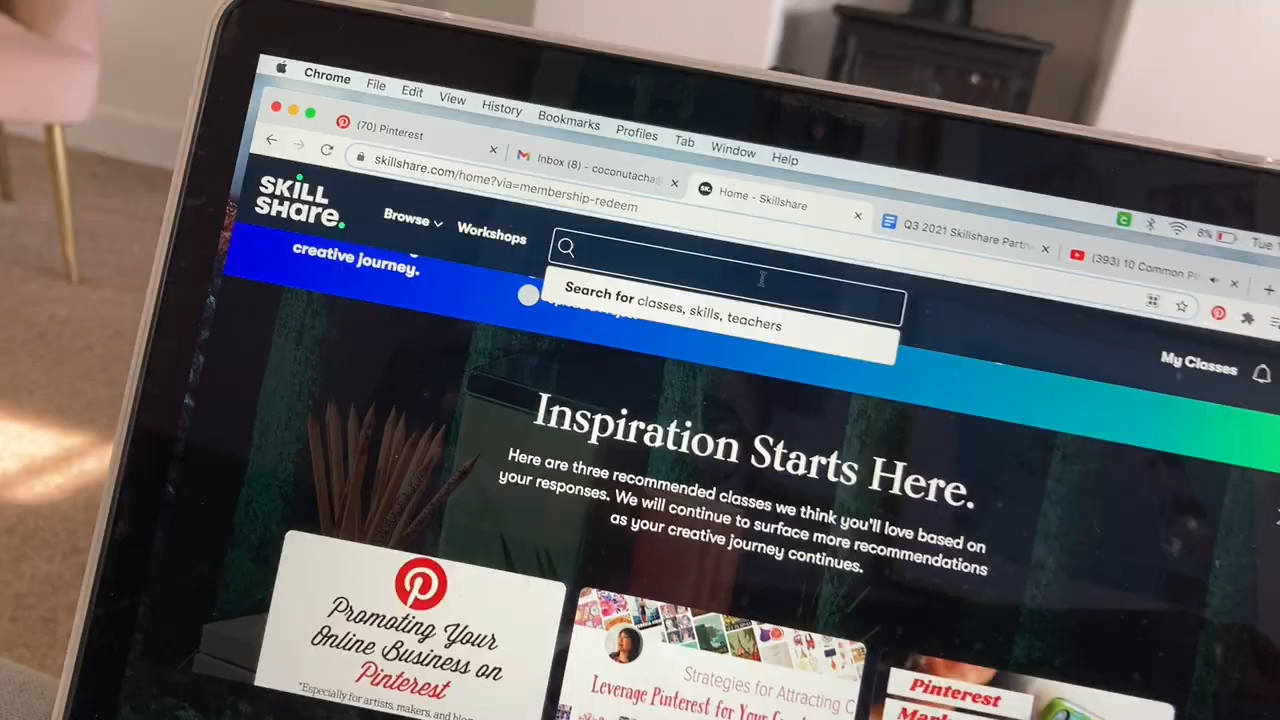 Chrome File Edit View History Bookmarks Profiles Tab Window Help
8% Tue
(70) Pinterest
Inbox (8) - coconutacha
Home - Skillshare
Q3 2021 Skillshare Partn
(393) 10 Common P
skillshare.com/home?via=membership-redeem
SKILL
SHare.
Browse
Workshops
My Classes
creative journey.
Search for classes, skills, teachers
Inspiration Starts Here.
Here are three recommended classes we think you'll love based on
your responses. We will continue to surface more recommendations
as your creative journey continues.
Promoting Your
Online Business on
Pinterest
*Especially for artists, makers, and
Strategies for Attracting C
Leverage Pinterest for Your
Pinterest